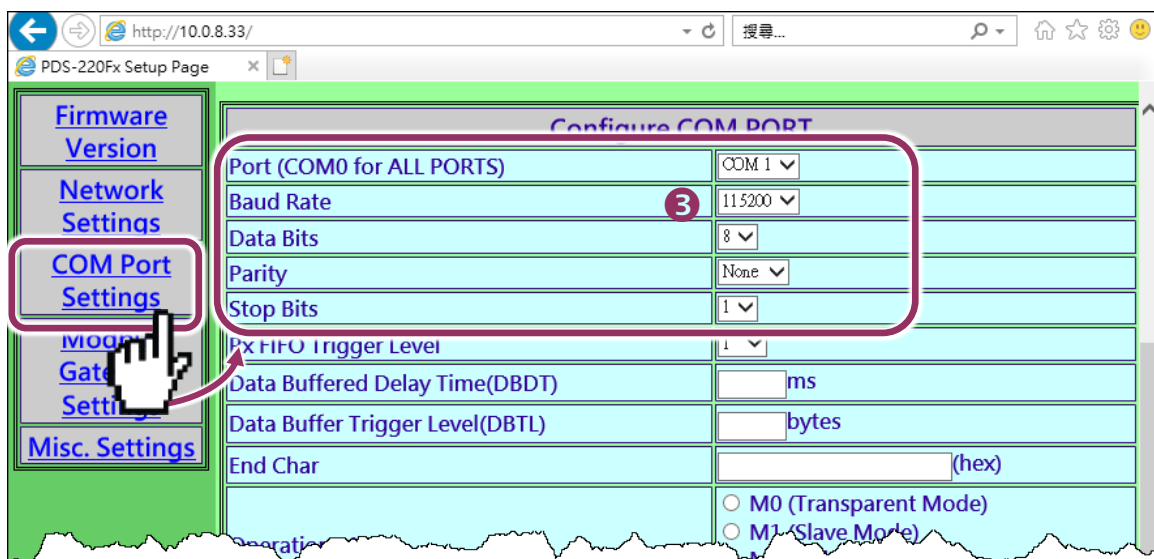 http://10.0.8.33/
搜尋...
PDS-220Fx Setup Page
Firmware
Version
Network
Settings
COM Port
Settings
Misc. Settings
Configure COM PORT
Port (COM0 for ALL PORTS)
COM 1
Baud Rate
3
115200
Data Bits
8
Parity
None
Stop Bits
1
Rx FIFO Trigger Level
1
Data Buffered Delay Time(DBDT)
ms
Data Buffer Trigger Level(DBTL)
bytes
End Char
(hex)
M0 (Transparent Mode)
M1 (Slave Mode)